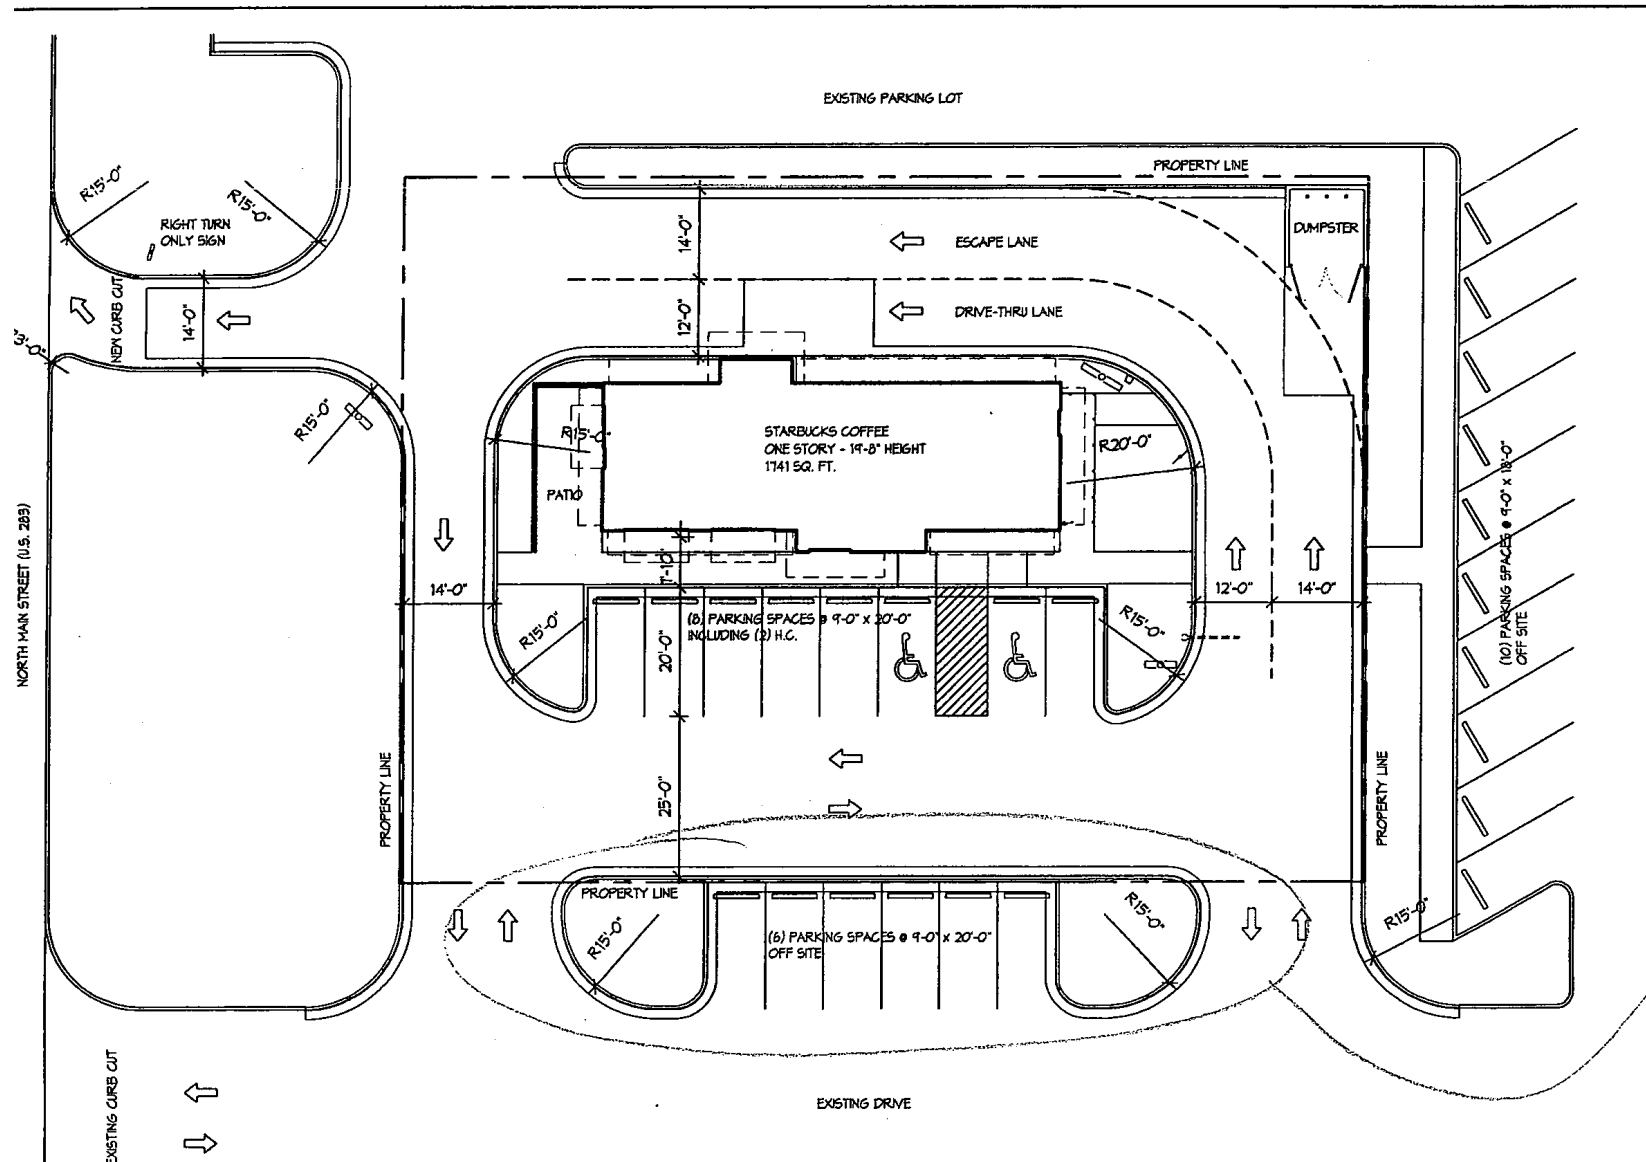 EXISTING PARKING LOT
PROPERTY LINE
R15'-0"
R15'-0"
RIGHT TURN
ONLY SIGN
DUMPSTER
14'-0"
ESCAPE LANE
NEW CURB CUT
14'-0"
12'-0"
DRIVE-THRU LANE
3'-0"
R15'-0"
R15'-0"
STARBUCKS COFFEE
ONE STORY - 19'-8" HEIGHT
1741 SQ. FT.
R20'-0"
PATIO
NORTH MAIN STREET (U.S. 283)
(10) PARKING SPACES @ 9'-0" x 18'-0"
OFF SITE
7'-10"
14'-0"
12'-0"
14'-0"
R15'-0"
(8) PARKING SPACES @ 9'-0" x 20'-0"
INCLUDING (2) H.C.
R15'-0"
20'-0"
PROPERTY LINE
25'-0"
PROPERTY LINE
PROPERTY LINE
R15'-0"
R15'-0"
R15'-0"
(6) PARKING SPACES @ 9'-0" x 20'-0"
OFF SITE
EXISTING CURB CUT
EXISTING DRIVE